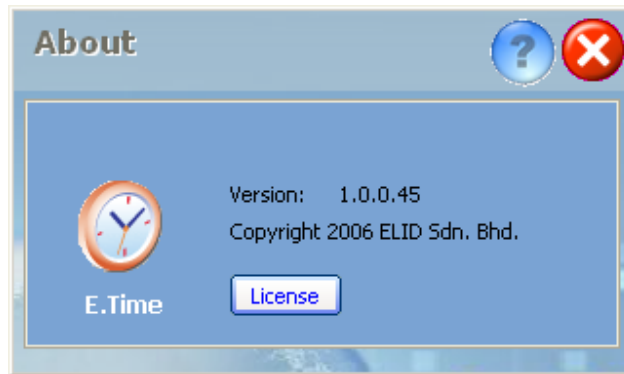 About
?
Version: 1.0.0.45
Copyright 2006 ELID Sdn. Bhd.
E.Time
License